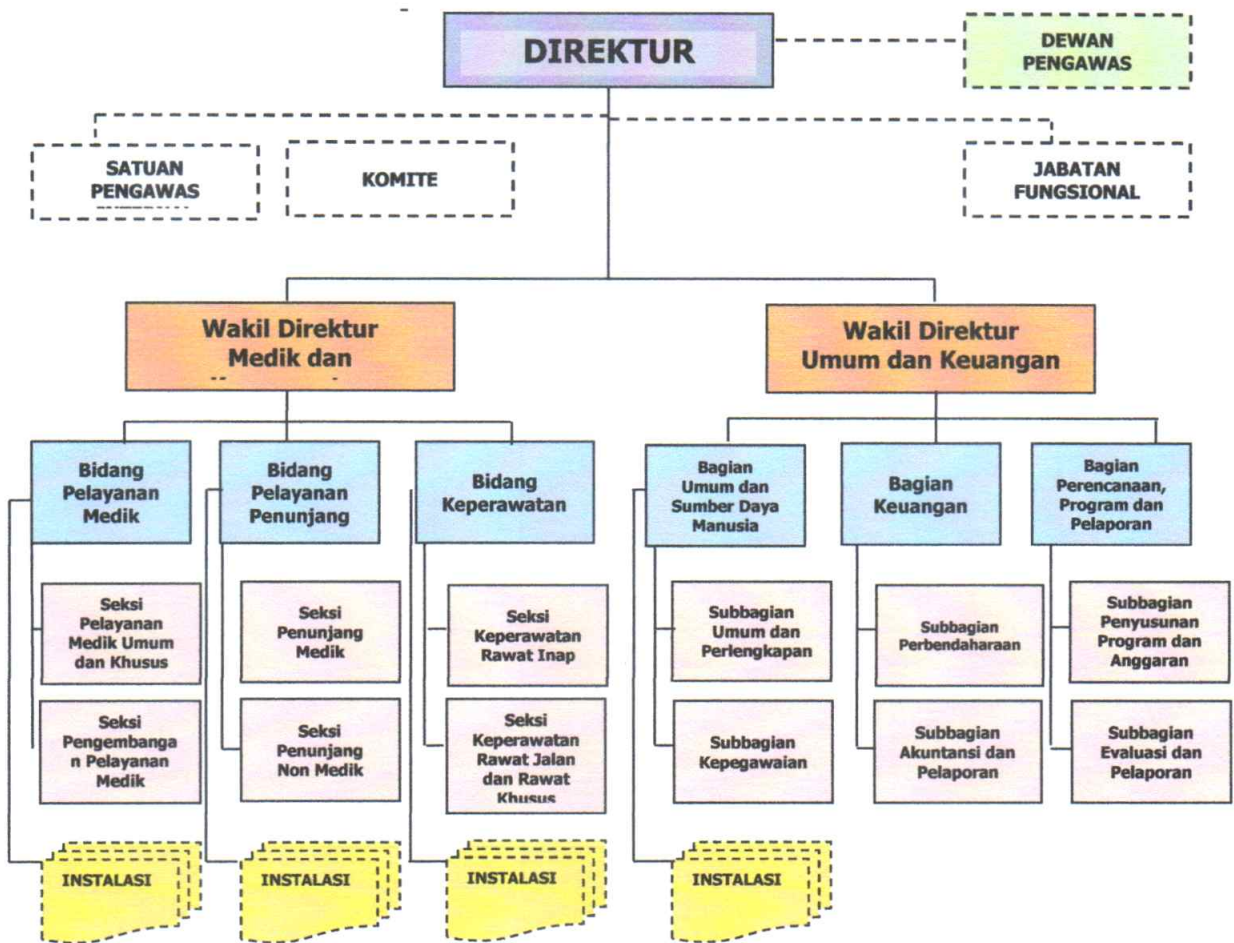 DIREKTUR
DEWAN
PENGAWAS
SATUAN
PENGAWAS
KOMITE
JABATAN
FUNGSIONAL
Wakil Direktur
Medik dan
Wakil Direktur
Umum dan Keuangan
Bidang
Pelayanan
Medik
Bidang
Pelayanan
Penunjang
Bidang
Keperawatan
Bagian
Umum dan
Sumber Daya
Manusia
Bagian
Keuangan
Bagian
Perencanaan,
Program dan
Pelaporan
Seksi
Pelayanan
Medik Umum
dan Khusus
Seksi
Penunjang
Medik
Seksi
Keperawatan
Rawat Inap
Subbagian
Umum dan
Perlengkapan
Subbagian
Perbendaharaan
Subbagian
Penyusunan
Program dan
Anggaran
Seksi
Pengembanga
n Pelayanan
Medik
Seksi
Penunjang
Non Medik
Seksi
Keperawatan
Rawat Jalan
dan Rawat
Khusus
Subbagian
Kepegawaian
Subbagian
Akuntansi dan
Pelaporan
Subbagian
Evaluasi dan
Pelaporan
INSTALASI
INSTALASI
INSTALASI
INSTALASI